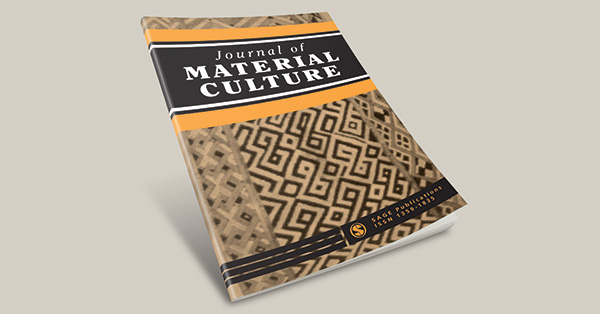 Journal of
MATERIAL
CULTURE
SAGE Publications
ISSN 1359-1835